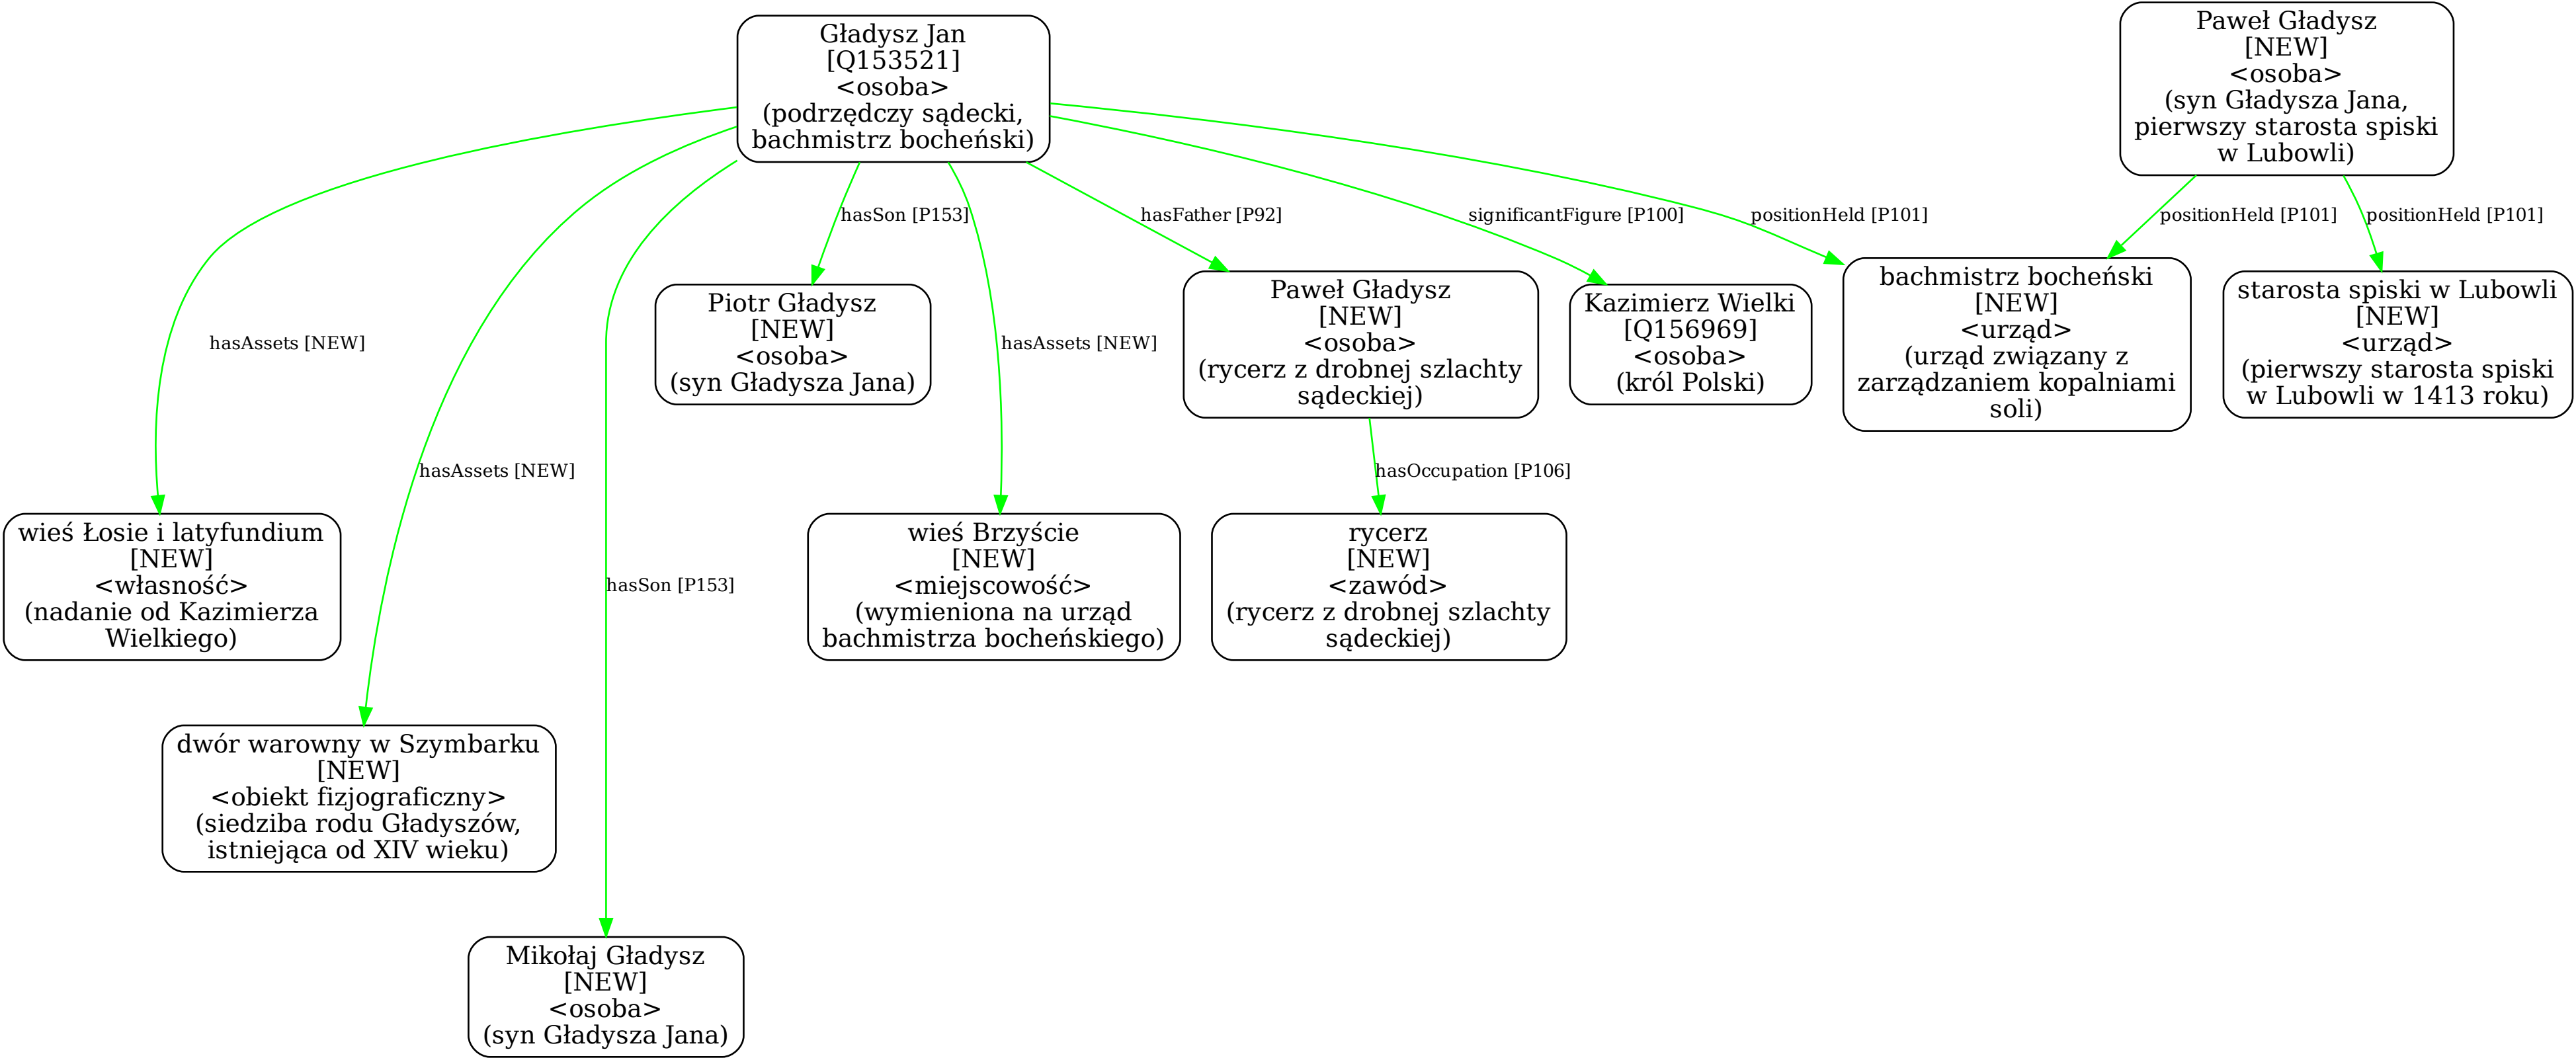 Gładysz Jan
[Q153521]
<osoba>
(podrzędczy sądecki,
bachmistrz bocheński)
Paweł Gładysz
[NEW]
<osoba>
(syn Gładysza Jana,
pierwszy starosta spiski
w Lubowli)
hasSon [P153]
hasFather [P92]
significantFigure [P100]
positionHeld [P101]
positionHeld [P101]
positionHeld [P101]
hasAssets [NEW]
Piotr Gładysz
[NEW]
<osoba>
(syn Gładysza Jana)
hasAssets [NEW]
Paweł Gładysz
[NEW]
<osoba>
(rycerz z drobnej szlachty
sądeckiej)
Kazimierz Wielki
[Q156969]
<osoba>
(król Polski)
bachmistrz bocheński
[NEW]
<urząd>
(urząd związany z
zarządzaniem kopalniami
soli)
starosta spiski w Lubowli
[NEW]
<urząd>
(pierwszy starosta spiski
w Lubowli w 1413 roku)
hasAssets [NEW]
hasOccupation [P106]
wieś Łosie i latyfundium
[NEW]
<własność>
(nadanie od Kazimierza
Wielkiego)
hasSon [P153]
wieś Brzyście
[NEW]
<miejscowość>
(wymieniona na urząd
bachmistrza bocheńskiego)
rycerz
[NEW]
<zawód>
(rycerz z drobnej szlachty
sądeckiej)
dwór warowny w Szymbarku
[NEW]
<obiekt fizjograficzny>
(siedziba rodu Gładyszów,
istniejąca od XIV wieku)
Mikołaj Gładysz
[NEW]
<osoba>
(syn Gładysza Jana)